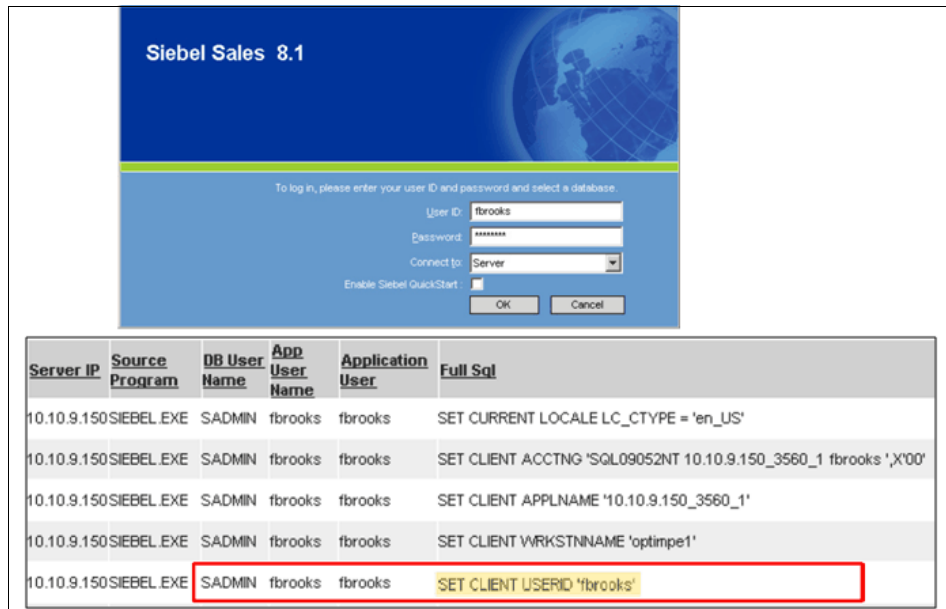 Siebel Sales 8.1
To log in, please enter your user ID and password and select a database.
User ID: fbrooks
Password: ********
Connect to: Server
Enable Siebel QuickStart :
OK Cancel
Server IP Source Program DB User Name App User Name Application User Full Sql
10.10.9.150 SIEBEL.EXE SADMIN fbrooks fbrooks SET CURRENT LOCALE LC_CTYPE = 'en_US'
10.10.9.150 SIEBEL.EXE SADMIN fbrooks fbrooks SET CLIENT ACCTNG 'SQL09052NT 10.10.9.150_3560_1 fbrooks ',X'00'
10.10.9.150 SIEBEL.EXE SADMIN fbrooks fbrooks SET CLIENT APPLNAME '10.10.9.150_3560_1'
10.10.9.150 SIEBEL.EXE SADMIN fbrooks fbrooks SET CLIENT WRKSTNNAME 'optimpe1'
10.10.9.150 SIEBEL.EXE SADMIN fbrooks fbrooks SET CLIENT USERID 'fbrooks'